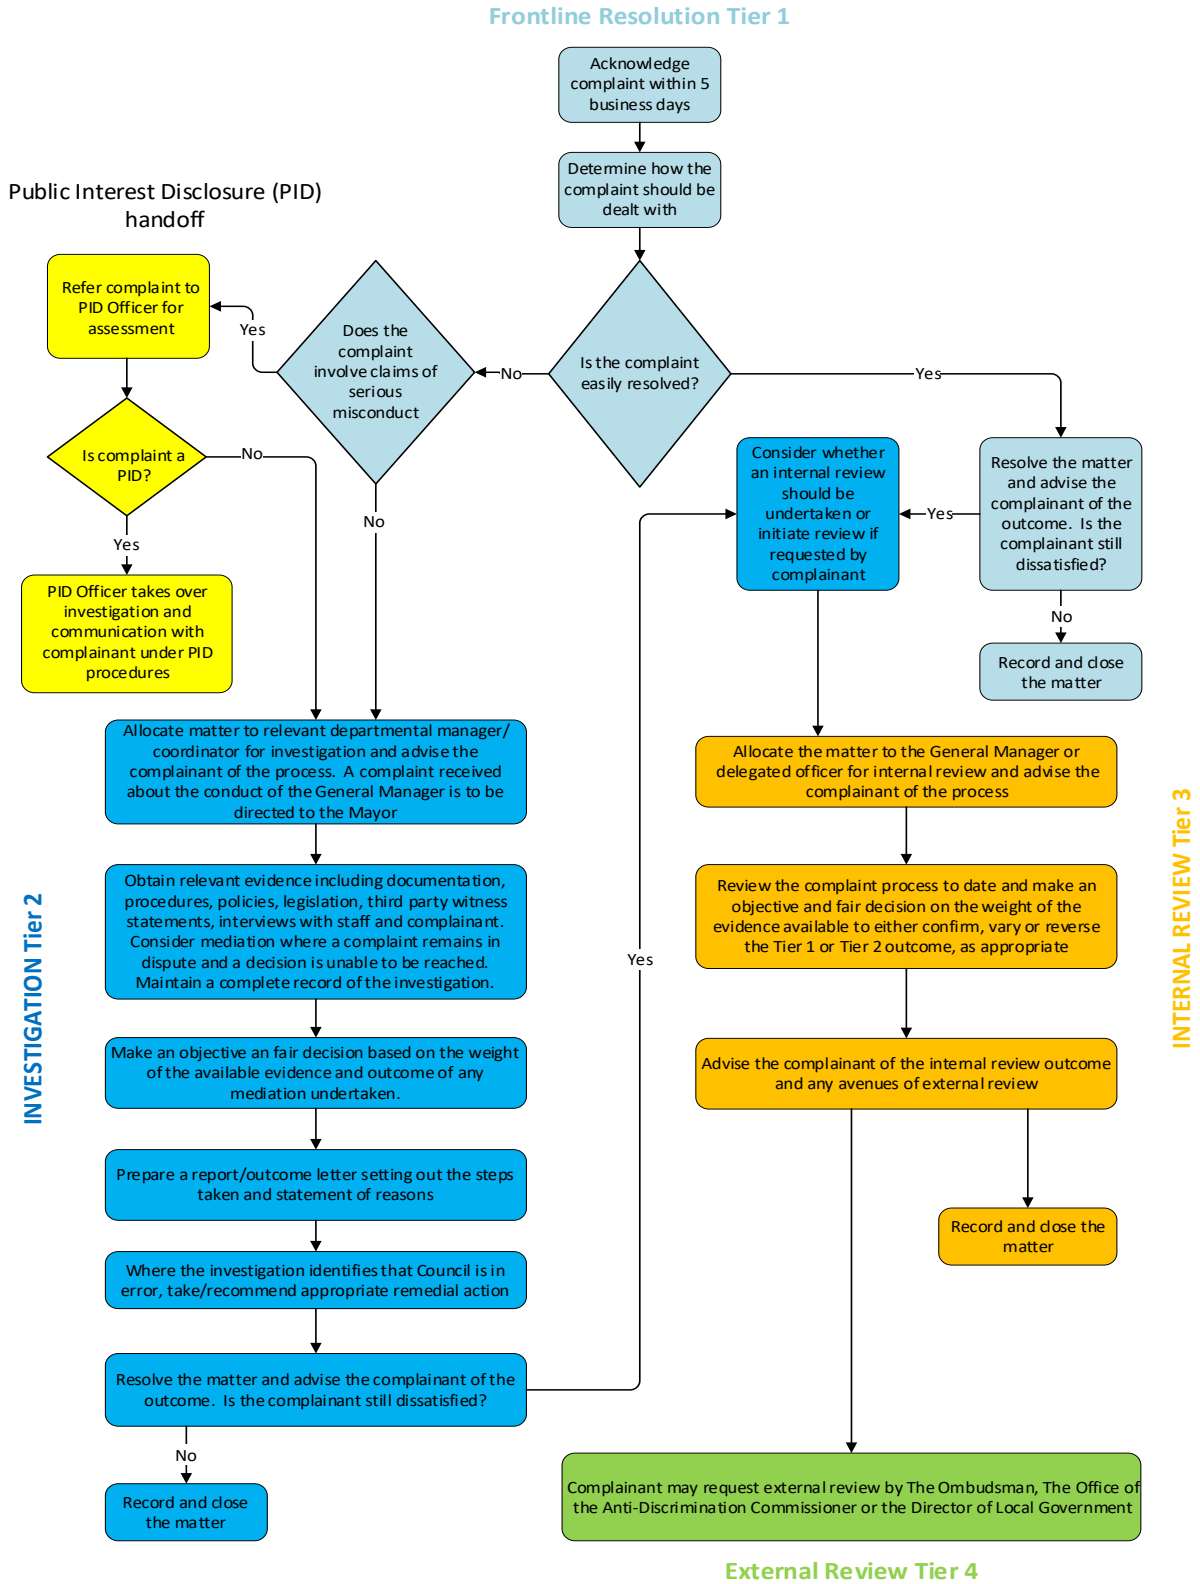 Frontline Resolution Tier 1
Acknowledge
complaint within 5
business days
Determine how the
complaint should be
dealt with
Public Interest Disclosure (PID)
handoff
Refer complaint to
PID Officer for
assessment
Yes
Does the
complaint
involve claims of
serious
misconduct
No
Is the complaint
easily resolved?
Yes
Is complaint a
PID?
No
Yes
PID Officer takes over
investigation and
communication with
complainant under PID
procedures
No
Consider whether
an internal review
should be
undertaken or
initiate review if
requested by
complainant
Yes
Resolve the matter
and advise the
complainant of the
outcome. Is the
complainant still
dissatisfied?
No
Record and close
the matter
Allocate matter to relevant departmental manager/
coordinator for investigation and advise the
complainant of the process. A complaint received
about the conduct of the General Manager is to be
directed to the Mayor
Allocate the matter to the General Manager or
delegated officer for internal review and advise the
complainant of the process
INVESTIGATION Tier 2
Obtain relevant evidence including documentation,
procedures, policies, legislation, third party witness
statements, interviews with staff and complainant.
Consider mediation where a complaint remains in
dispute and a decision is unable to be reached.
Maintain a complete record of the investigation.
Yes
Review the complaint process to date and make an
objective and fair decision on the weight of the
evidence available to either confirm, vary or reverse
the Tier 1 or Tier 2 outcome, as appropriate
INTERNAL REVIEW Tier 3
Make an objective an fair decision based on the weight
of the available evidence and outcome of any
mediation undertaken.
Advise the complainant of the internal review outcome
and any avenues of external review
Prepare a report/outcome letter setting out the steps
taken and statement of reasons
Record and close the
matter
Where the investigation identifies that Council is in
error, take/recommend appropriate remedial action
Resolve the matter and advise the complainant of the
outcome. Is the complainant still dissatisfied?
No
Record and close
the matter
Complainant may request external review by The Ombudsman, The Office of
the Anti-Discrimination Commissioner or the Director of Local Government
External Review Tier 4